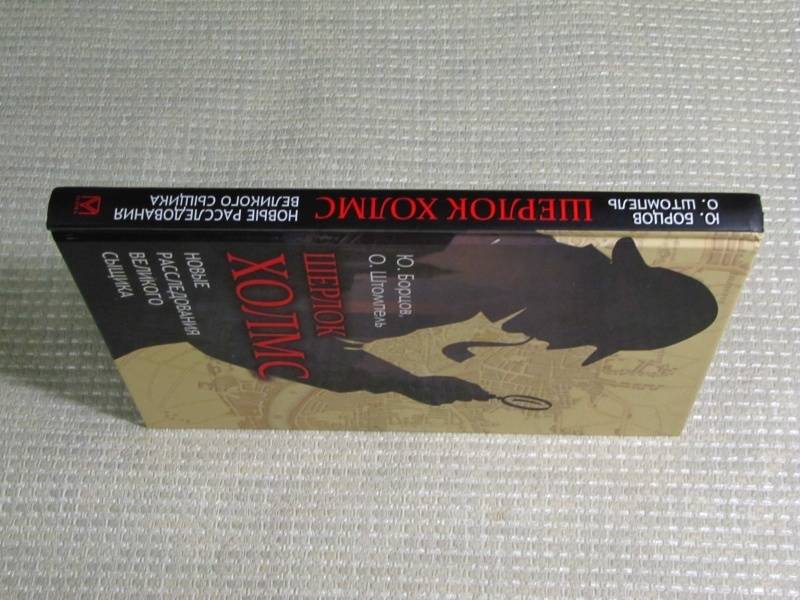 Ю. БОРЦОВ
О. ШТОМПЕЛЬ
ШЕРЛОК ХОЛМС
НОВЫЕ РАССЛЕДОВАНИЯ
ВЕЛИКОГО СЫЩИКА
Ю. Борцов,
О. Штомпель
ШЕРЛОК
ХОЛМС
НОВЫЕ
РАССЛЕДОВАНИЯ
ВЕЛИКОГО
СЫЩИКА